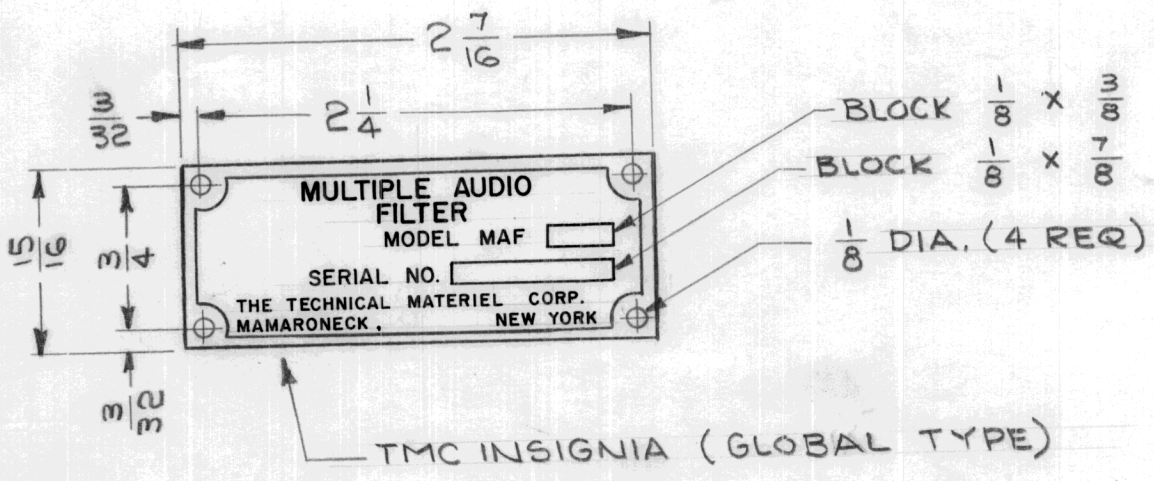 2 7/16
3/32
2 1/4
BLOCK 1/8 x 3/8
BLOCK 1/8 x 7/8
1/8 DIA. (4 REQ)
15/16
3/4
3/32
MULTIPLE AUDIO
FILTER
MODEL MAF
SERIAL NO.
THE TECHNICAL MATERIEL CORP.
MAMARONECK, NEW YORK
TMC INSIGNIA (GLOBAL TYPE)